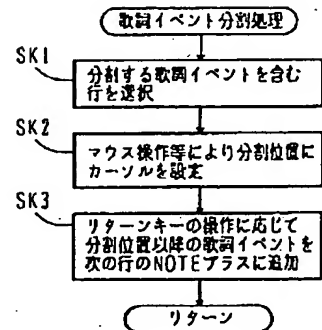 歌詞イベント分割処理
SK1
分割する歌詞イベントを含む
行を選択
SK2
マウス操作等により分割位置に
カーソルを設定
SK3
リターンキーの操作に応じて
分割位置以降の歌詞イベントを
次の行のNOTEプラスに追加
リターン